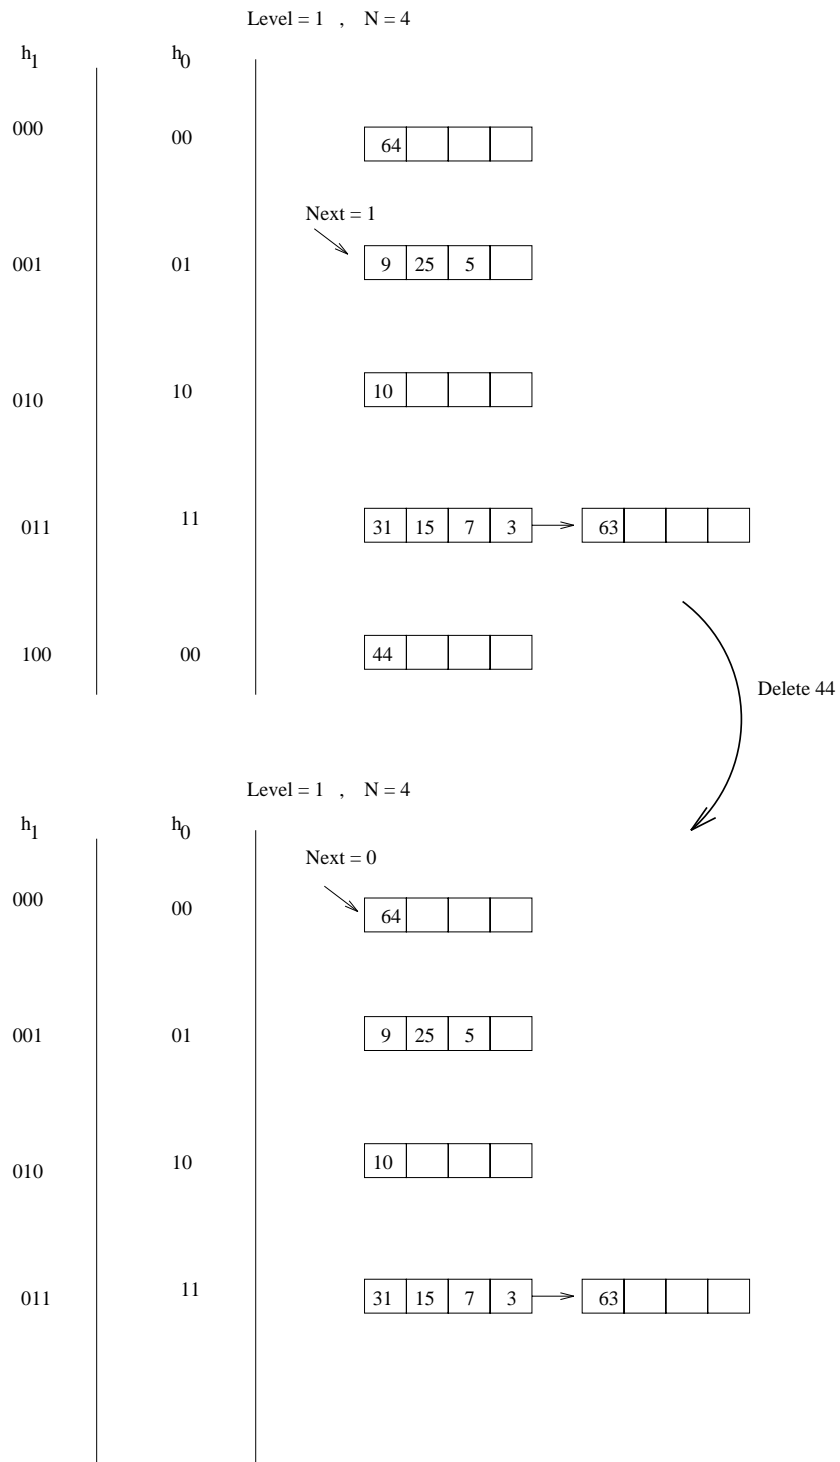 Level = 1 , N = 4
h1 h0
000 00 64
Next = 1
001 01 9 25 5
010 10 10
011 11 31 15 7 3 63
100 00 44
Delete 44
Level = 1 , N = 4
h1 h0
Next = 0
000 00 64
001 01 9 25 5
010 10 10
011 11 31 15 7 3 63